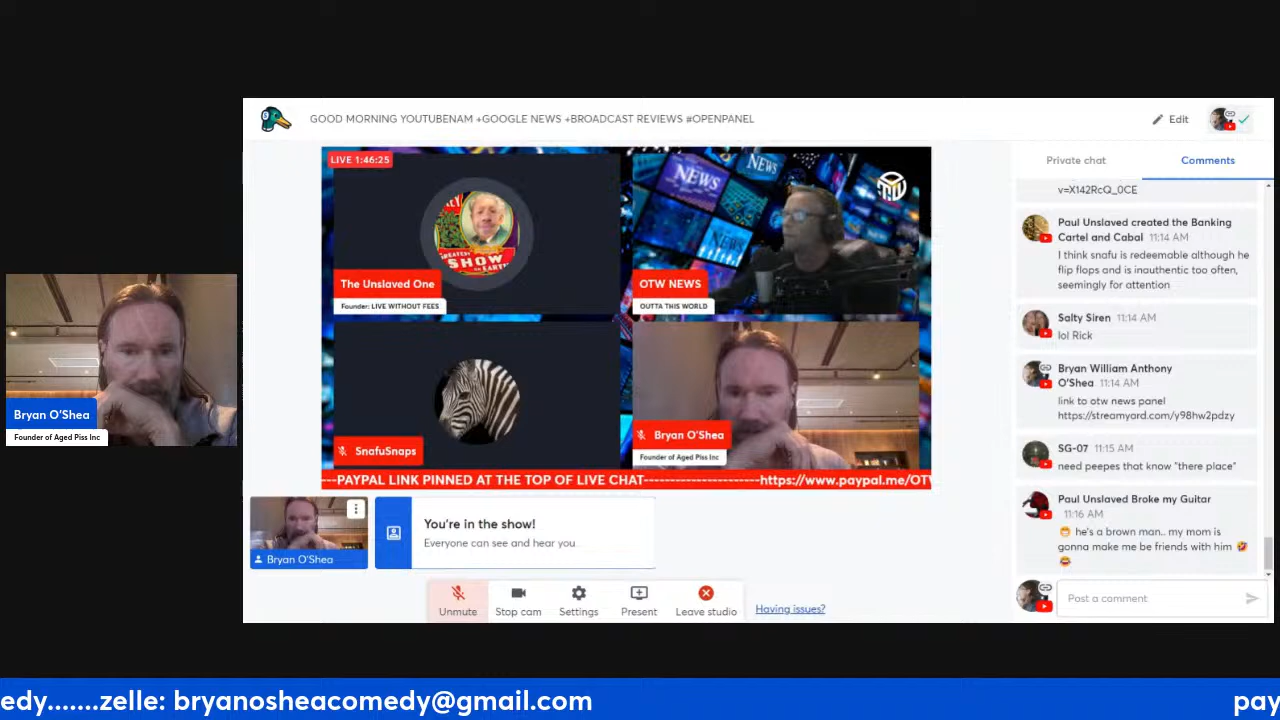 GOOD MORNING YOUTUBENAM +GOOGLE NEWS +BROADCAST REVIEWS #OPENPANEL
Edit
LIVE 1:46:25
NEWS
NEWS
NEWS
GREATEST
SHOW
ON EARTH
The Unslaved One
Founder: LIVE WITHOUT FEES
OTW NEWS
OUTTA THIS WORLD
SnafuSnaps
Bryan O'Shea
Founder of Aged Piss Inc
---PAYPAL LINK PINNED AT THE TOP OF LIVE CHAT-----------------------https://www.paypal.me/OTW
Bryan O'Shea
Founder of Aged Piss Inc
Bryan O'Shea
You're in the show!
Everyone can see and hear you.
Unmute
Stop cam
Settings
Present
Leave studio
Having issues?
Private chat
Comments
v=X142RcQ_0CE
Paul Unslaved created the Banking
Cartel and Cabal 11:14 AM
I think snafu is redeemable although he
flip flops and is inauthentic too often,
seemingly for attention
Salty Siren 11:14 AM
lol Rick
Bryan William Anthony
O'Shea
11:14 AM
link to otw news panel
https://streamyard.com/y98hw2pdzy
SG-07 11:15 AM
need peepes that know "there place"
Paul Unslaved Broke my Guitar
11:16 AM
😁 he's a brown man.. my mom is
gonna make me be friends with him 🤣
😂
Post a comment
edy.......zelle: bryanosheacomedy@gmail.com
pay